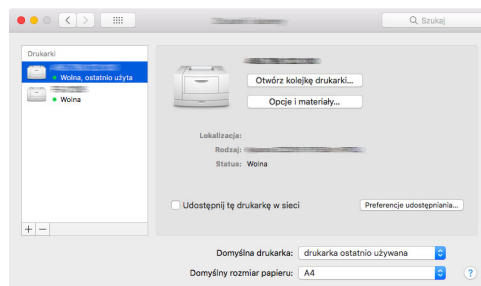 Szukaj
Drukarki
Wolna, ostatnio użyta
Wolna
Otwórz kolejkę drukarki...
Opcje i materiały...
Lokalizacja:
Rodzaj:
Status: Wolna
Udostępnij tę drukarkę w sieci
Preferencje udostępniania...
+ −
Domyślna drukarka: drukarka ostatnio używana
Domyślny rozmiar papieru: A4
?